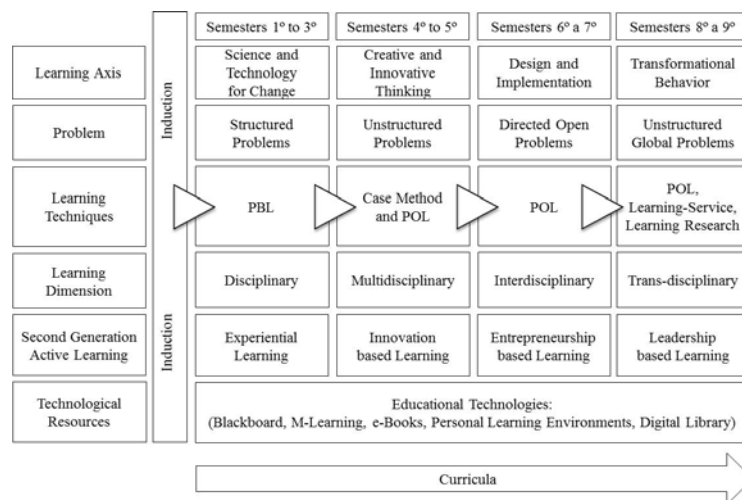 Semesters 1º to 3º
Semesters 4º to 5º
Semesters 6º a 7º
Semesters 8º a 9º
Learning Axis
Induction
Science and
Technology
for Change
Creative and
Innovative
Thinking
Design and
Implementation
Transformational
Behavior
Problem
Structured
Problems
Unstructured
Problems
Directed Open
Problems
Unstructured
Global Problems
Learning
Techniques
PBL
Case Method
and POL
POL
POL,
Learning-Service,
Learning Research
Learning
Dimension
Induction
Disciplinary
Multidisciplinary
Interdisciplinary
Trans-disciplinary
Second Generation
Active Learning
Experiential
Learning
Innovation
based Learning
Entrepreneurship
based Learning
Leadership
based Learning
Technological
Resources
Educational Technologies:
(Blackboard, M-Learning, e-Books, Personal Learning Environments, Digital Library)
Curricula